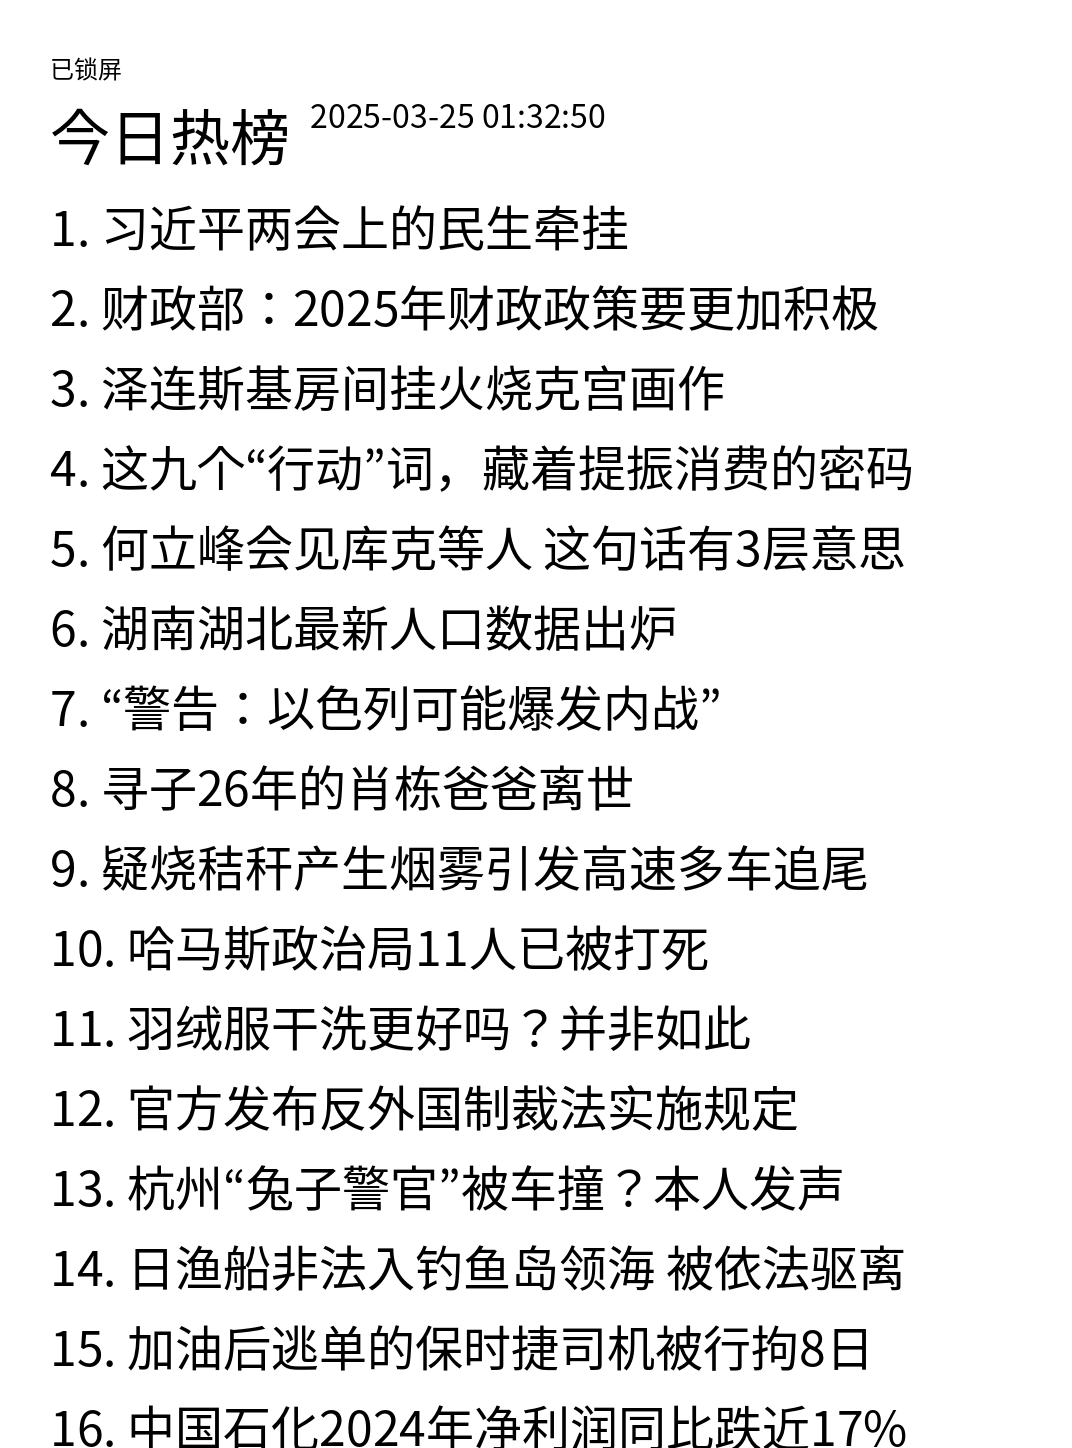 已锁屏
今日热榜 2025-03-25 01:32:50
1. 习近平两会上的民生牵挂
2. 财政部：2025年财政政策要更加积极
3. 泽连斯基房间挂火烧克宫画作
4. 这九个“行动”词，藏着提振消费的密码
5. 何立峰会见库克等人 这句话有3层意思
6. 湖南湖北最新人口数据出炉
7. “警告：以色列可能爆发内战”
8. 寻子26年的肖栋爸爸离世
9. 疑烧秸秆产生烟雾引发高速多车追尾
10. 哈马斯政治局11人已被打死
11. 羽绒服干洗更好吗？并非如此
12. 官方发布反外国制裁法实施规定
13. 杭州“兔子警官”被车撞？本人发声
14. 日渔船非法入钓鱼岛领海 被依法驱离
15. 加油后逃单的保时捷司机被行拘8日
16. 中国石化2024年净利润同比跌近17%